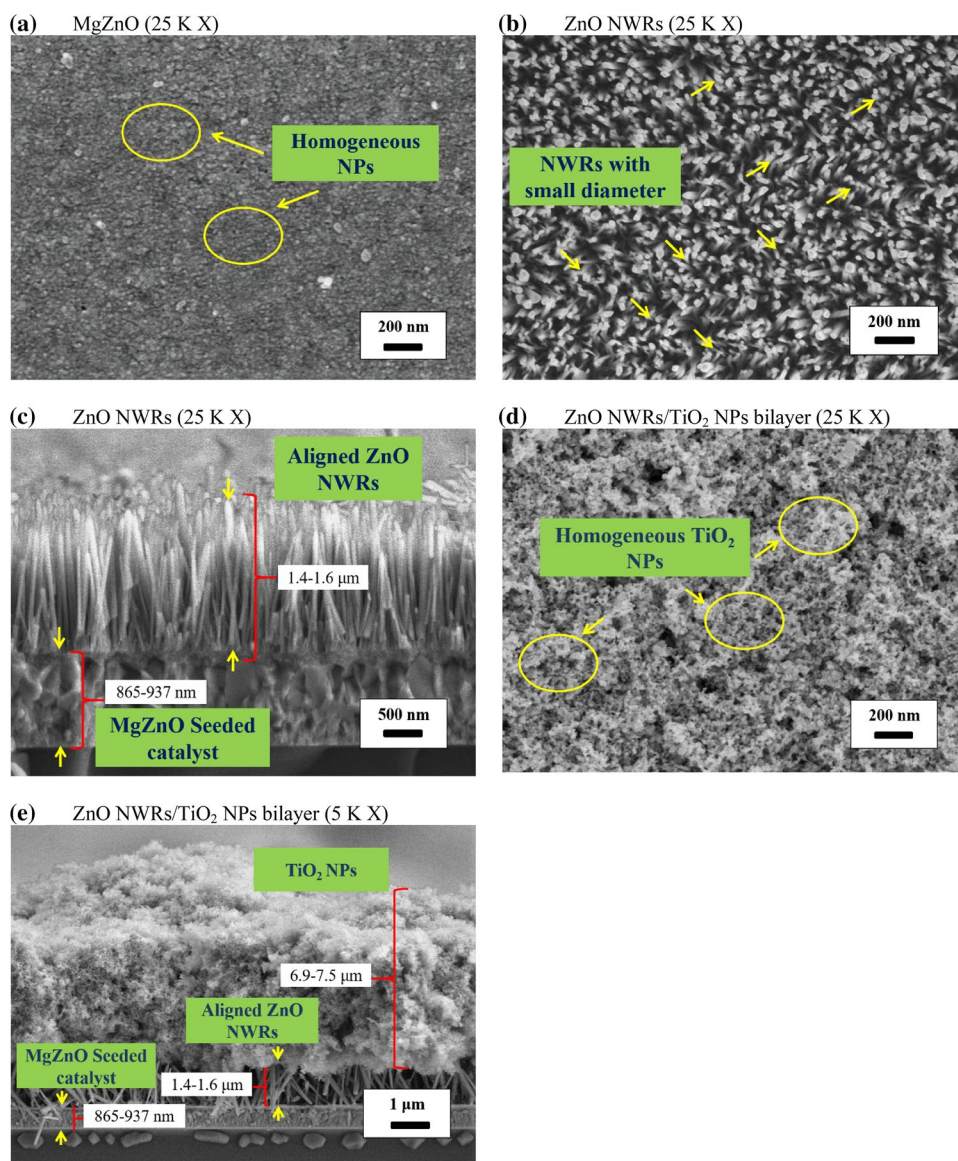 (a) MgZnO (25 K X)
Homogeneous
NPs
200 nm
(b) ZnO NWRs (25 K X)
NWRs with
small diameter
200 nm
(c) ZnO NWRs (25 K X)
Aligned ZnO
NWRs
1.4-1.6 μm
865-937 nm
MgZnO Seeded
catalyst
500 nm
(d) ZnO NWRs/TiO₂ NPs bilayer (25 K X)
Homogeneous TiO₂
NPs
200 nm
(e) ZnO NWRs/TiO₂ NPs bilayer (5 K X)
TiO₂ NPs
6.9-7.5 μm
Aligned ZnO
NWRs
MgZnO Seeded
catalyst
1.4-1.6 μm
865-937 nm
1 μm